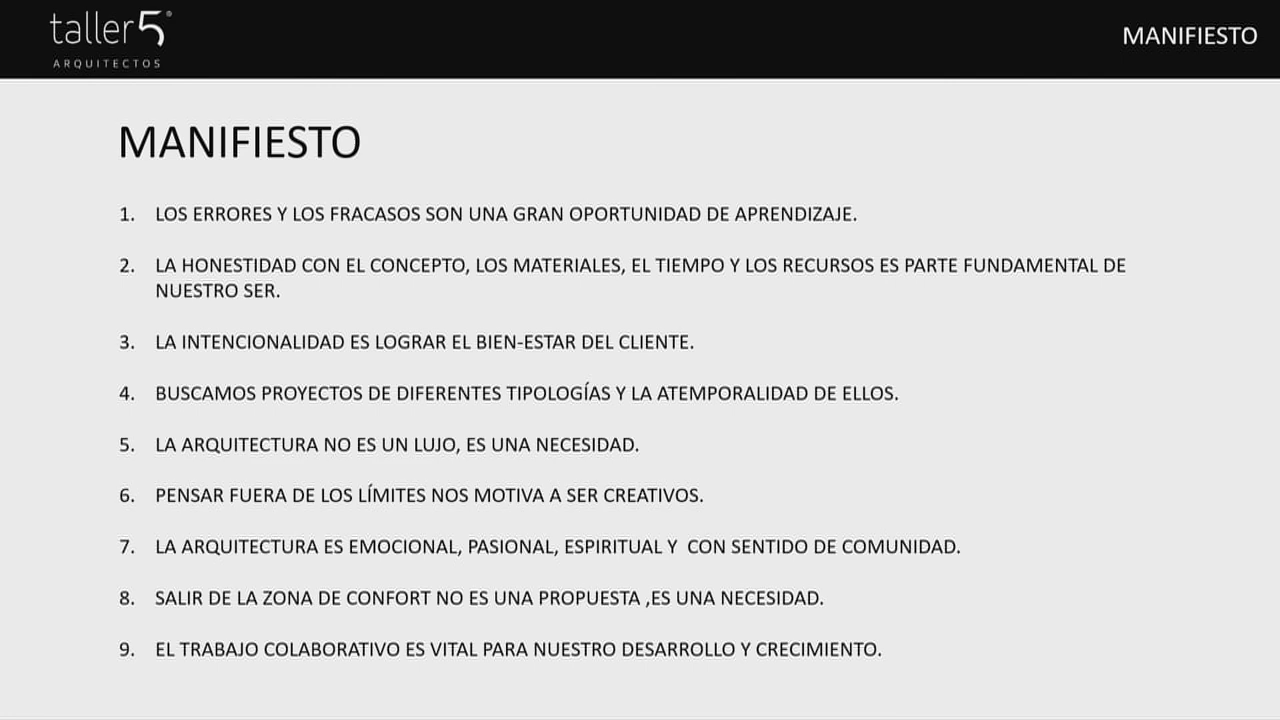 taller5®
ARQUITECTOS
MANIFIESTO
MANIFIESTO
1. LOS ERRORES Y LOS FRACASOS SON UNA GRAN OPORTUNIDAD DE APRENDIZAJE.
2. LA HONESTIDAD CON EL CONCEPTO, LOS MATERIALES, EL TIEMPO Y LOS RECURSOS ES PARTE FUNDAMENTAL DE
NUESTRO SER.
3. LA INTENCIONALIDAD ES LOGRAR EL BIEN-ESTAR DEL CLIENTE.
4. BUSCAMOS PROYECTOS DE DIFERENTES TIPOLOGÍAS Y LA ATEMPORALIDAD DE ELLOS.
5. LA ARQUITECTURA NO ES UN LUJO, ES UNA NECESIDAD.
6. PENSAR FUERA DE LOS LÍMITES NOS MOTIVA A SER CREATIVOS.
7. LA ARQUITECTURA ES EMOCIONAL, PASIONAL, ESPIRITUAL Y  CON SENTIDO DE COMUNIDAD.
8. SALIR DE LA ZONA DE CONFORT NO ES UNA PROPUESTA ,ES UNA NECESIDAD.
9. EL TRABAJO COLABORATIVO ES VITAL PARA NUESTRO DESARROLLO Y CRECIMIENTO.